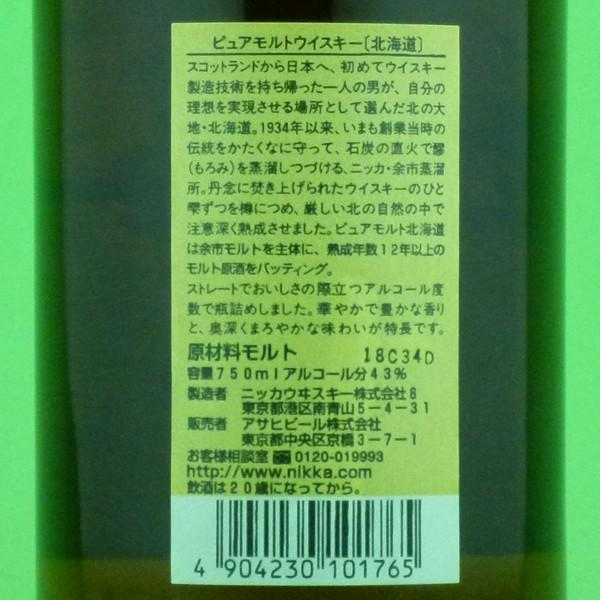 ピュアモルトウイスキー〔北海道〕
スコットランドから日本へ、初めてウイスキー
製造技術を持ち帰った一人の男が、自分の
理想を実現させる場所として選んだ北の大
地・北海道。1934年以来、いまも創業当時の
伝統をかたくなに守って、石炭の直火で醪
(もろみ)を蒸溜しつづける、ニッカ・余市蒸溜
所。丹念に焚き上げられたウイスキーのひと
雫ずつを樽につめ、厳しい北の自然の中で
注意深く熟成させました。ピュアモルト北海道
は余市モルトを主体に、熟成年数12年以上の
モルト原酒をバッティング。
ストレートでおいしさの際立つアルコール度
数で瓶詰めしました。華やかで豊かな香り
と、奥深くまろやかな味わいが特長です。
原材料モルト 18C34D
容量750mlアルコール分43%
製造者 ニッカウヰスキー株式会社6
東京都港区南青山5-4-31
販売者 アサヒビール株式会社
東京都中央区京橋3-7-1
お客様相談室 0120-019993
http://www.nikka.com
飲酒は20歳になってから。
4 904230 101765